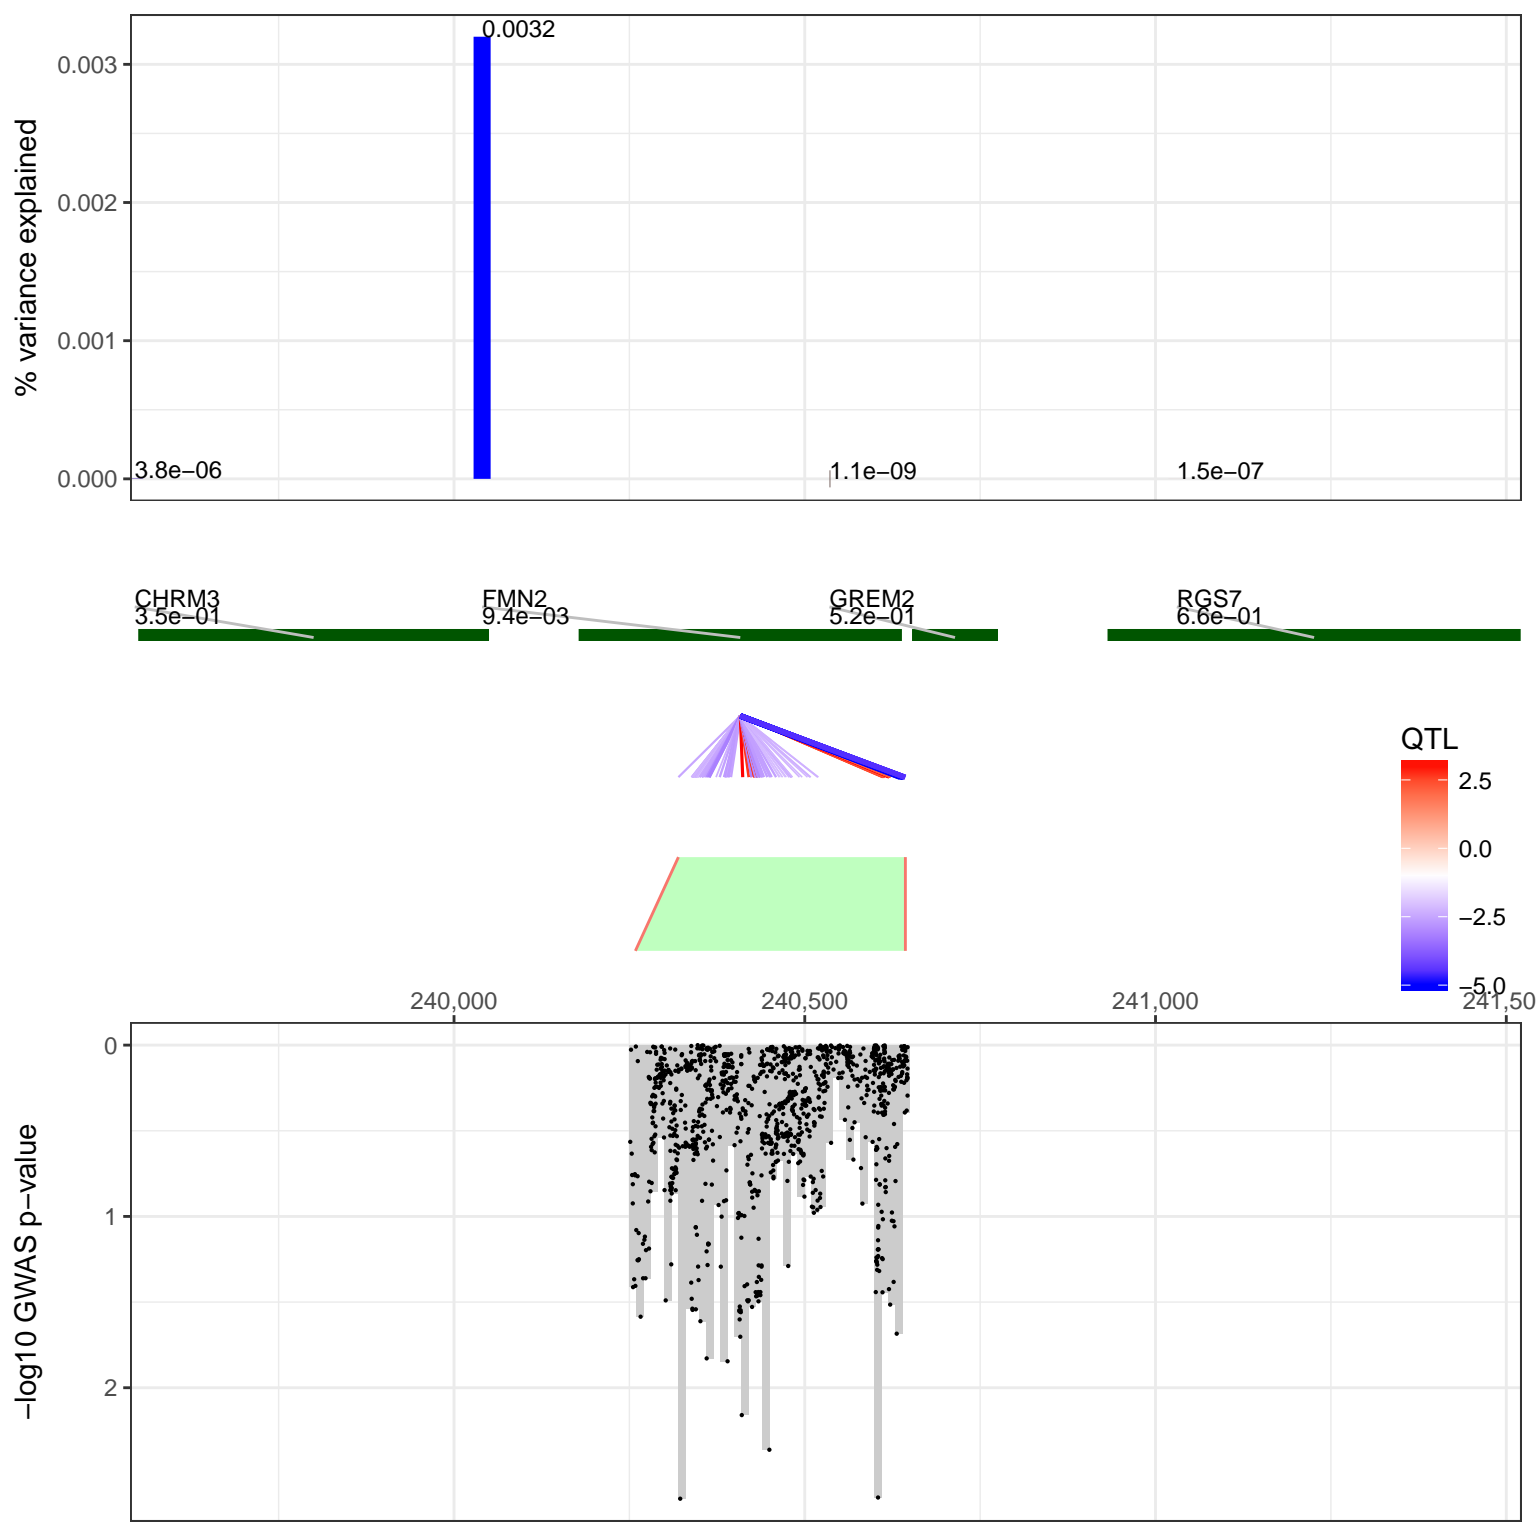 0.0032
0.003
0.002
0.001
0.000
% variance explained
3.8e−06
1.1e−09
1.5e−07
CHRM3
3.5e−01
FMN2
9.4e−03
GREM2
5.2e−01
RGS7
6.6e−01
QTL
2.5
0.0
−2.5
−5.0
240,000
240,500
241,000
241,50
0
1
2
−log10 GWAS p−value